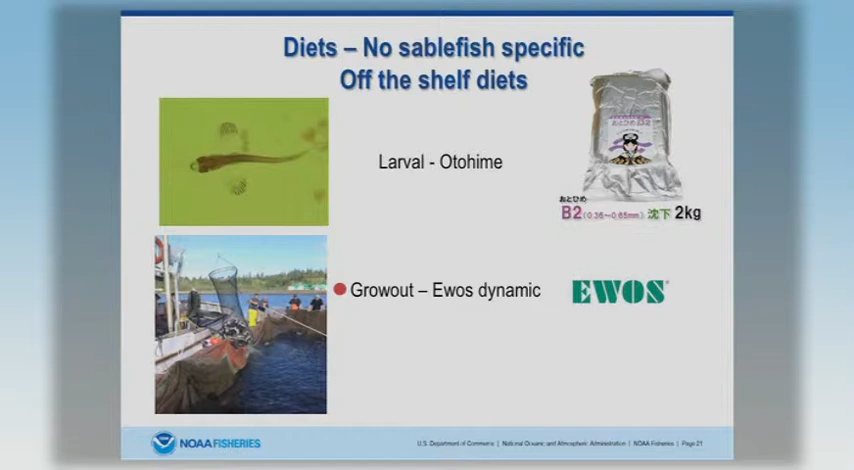 Diets – No sablefish specific
Off the shelf diets
Larval - Otohime
おとひめ
B2 (0.36~0.65mm) 沈下 2kg
Growout – Ewos dynamic
EWOS
NOAA FISHERIES
U.S. Department of Commerce | National Oceanic and Atmospheric Administration | NOAA Fisheries | Page 21